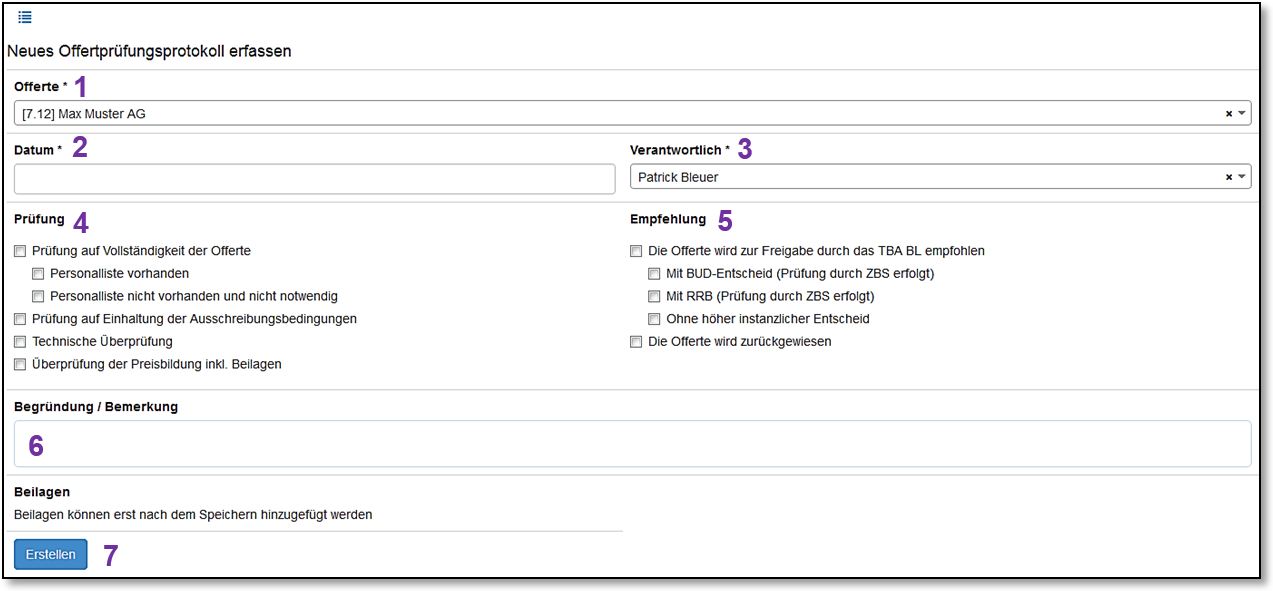 Neues Offertprüfungsprotokoll erfassen
Offerte * 1
[7.12] Max Muster AG
Datum * 2
Verantwortlich * 3
Patrick Bleuer
Prüfung 4
Prüfung auf Vollständigkeit der Offerte
Personalliste vorhanden
Personalliste nicht vorhanden und nicht notwendig
Prüfung auf Einhaltung der Ausschreibungsbedingungen
Technische Überprüfung
Überprüfung der Preisbildung inkl. Beilagen
Empfehlung 5
Die Offerte wird zur Freigabe durch das TBA BL empfohlen
Mit BUD-Entscheid (Prüfung durch ZBS erfolgt)
Mit RRB (Prüfung durch ZBS erfolgt)
Ohne höher instanzlicher Entscheid
Die Offerte wird zurückgewiesen
Begründung / Bemerkung
6
Beilagen
Beilagen können erst nach dem Speichern hinzugefügt werden
Erstellen 7